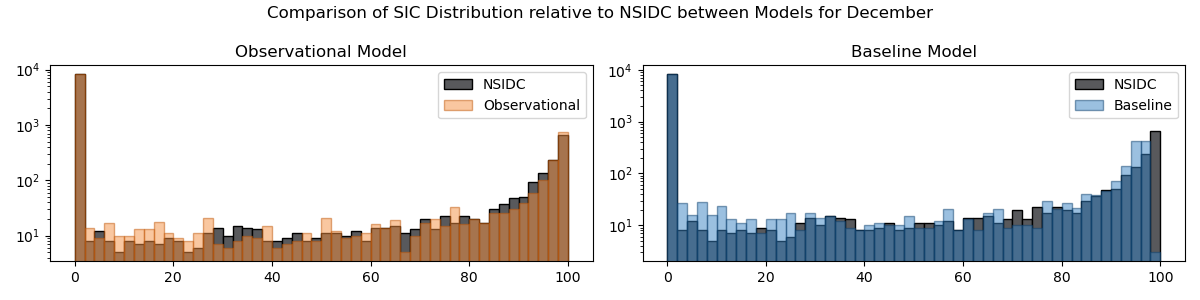 Comparison of SIC Distribution relative to NSIDC between Models for December
Observational Model
10^4
10^3
10^2
10^1
0 20 40 60 80 100
NSIDC
Observational
Baseline Model
10^4
10^3
10^2
10^1
0 20 40 60 80 100
NSIDC
Baseline